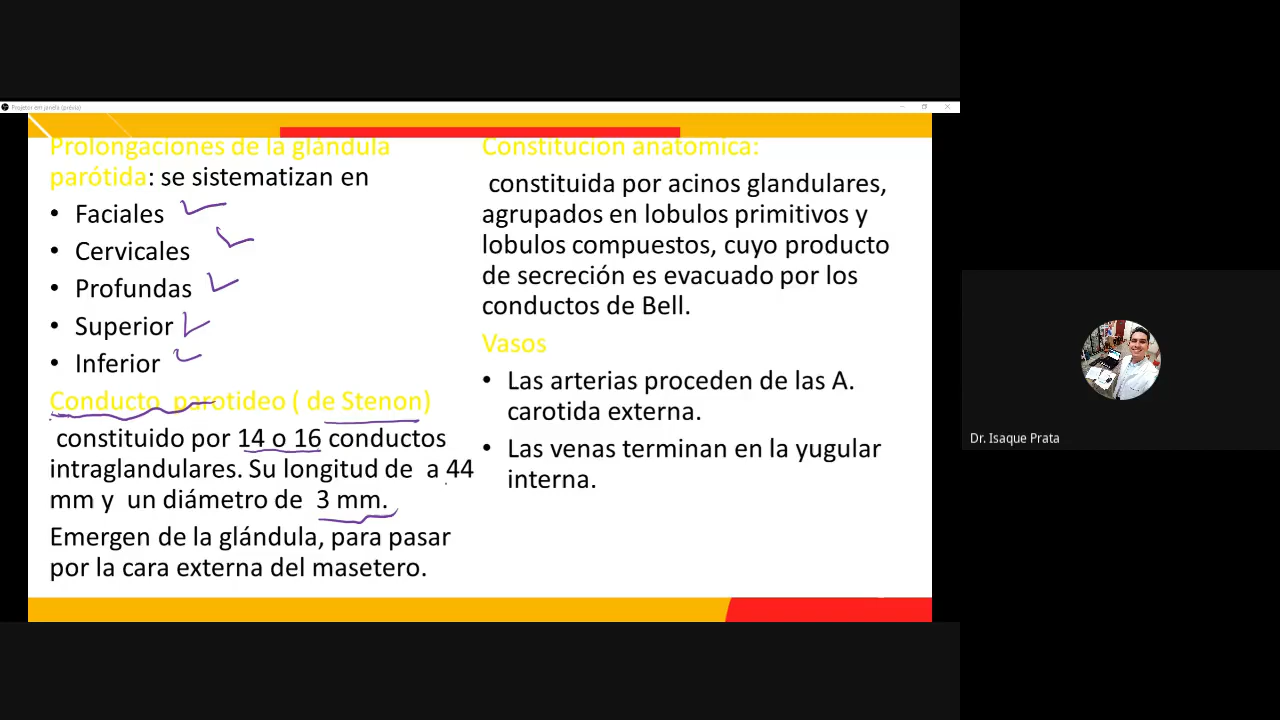 Projetor em janela (prévia)
Prolongaciones de la glándula
parótida: se sistematizan en
• Faciales
• Cervicales
• Profundas
• Superior
• Inferior
Conducto parotideo ( de Stenon)
constituido por 14 o 16 conductos
intraglandulares. Su longitud de a 44
mm y un diámetro de 3 mm.
Emergen de la glándula, para pasar
por la cara externa del masetero.
Constitucion anatomica:
constituida por acinos glandulares,
agrupados en lobulos primitivos y
lobulos compuestos, cuyo producto
de secreción es evacuado por los
conductos de Bell.
Vasos
• Las arterias proceden de las A.
carotida externa.
• Las venas terminan en la yugular
interna.
Dr. Isaque Prata